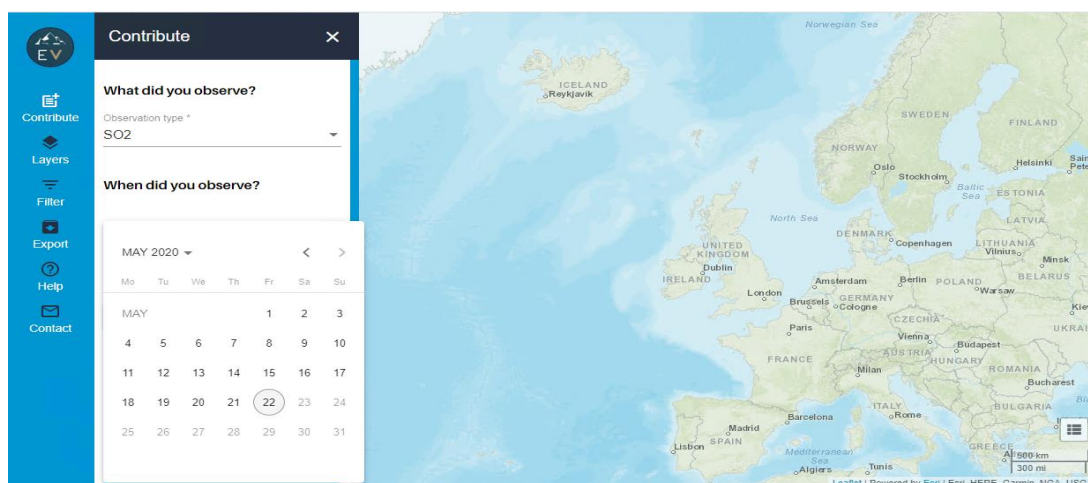 EV
Contribute
Layers
Filter
Export
Help
Contact
Contribute ×
What did you observe?
Observation type *
SO2
When did you observe?
MAY 2020
Mo Tu We Th Fr Sa Su
MAY 1 2 3
4 5 6 7 8 9 10
11 12 13 14 15 16 17
18 19 20 21 22 23 24
25 26 27 28 29 30 31
Norwegian Sea
ICELAND
Reykjavik
SWEDEN
FINLAND
NORWAY
Oslo
Helsinki
Stockholm
Baltic
Sea
ESTONIA
North Sea
LATVIA
DENMARK
Copenhagen
LITHUANIA
Vilnius
UNITED
KINGDOM
Minsk
Dublin
IRELAND
BELARUS
Amsterdam
Berlin
POLAND
Warsaw
London
Brussels
GERMANY
Cologne
CZECHIA
UKRAI
Paris
Vienna
Budapest
AUSTRIA
HUNGARY
FRANCE
Milan
ROMANIA
Bucharest
ITALY
BULGARIA
Barcelona
Rome
Madrid
Lisbon
SPAIN
GREECE
Mediterranean
Sea
500 km
300 mi
Algiers
Tunis
Leaflet | Powered by Esri | Esri, HERE, Garmin, NGA, USG